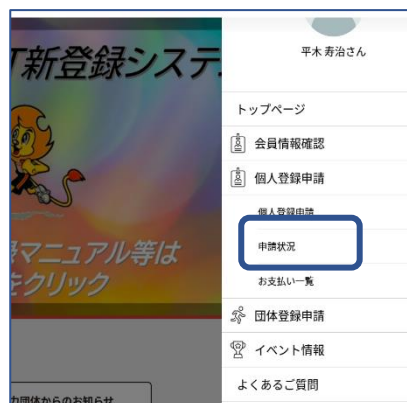 平木 寿治さん
T新登録システ
トップページ
会員情報確認
個人登録申請
個人登録申請
申請状況
録マニュアル等は
をクリック
お支払い一覧
団体登録申請
イベント情報
よくあるご質問
力団体からのお知らせ